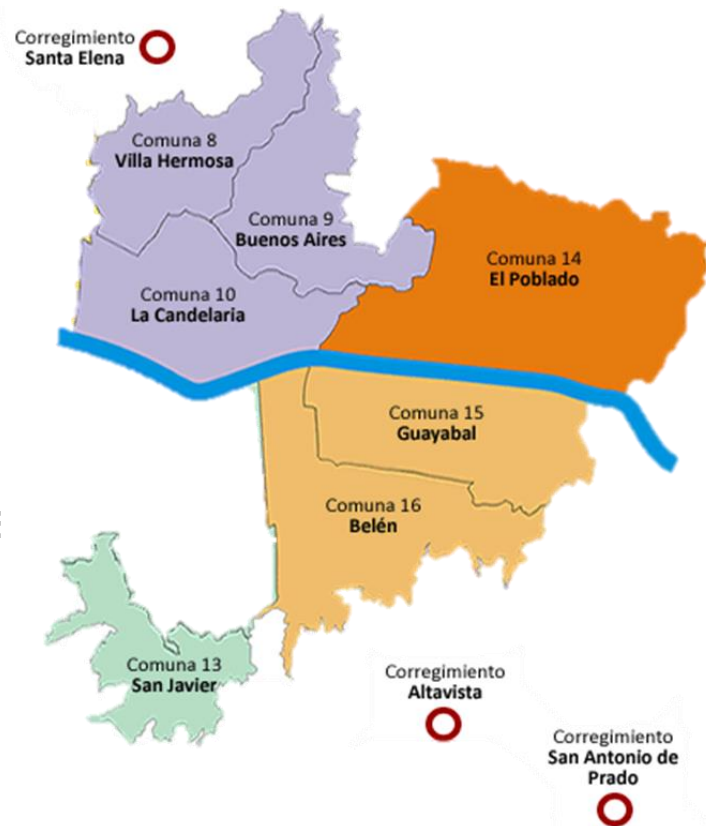 Corregimiento
Santa Elena
Comuna 8
Villa Hermosa
Comuna 9
Buenos Aires
Comuna 14
El Poblado
Comuna 10
La Candelaria
Comuna 15
Guayabal
Comuna 16
Belén
Comuna 13
San Javier
Corregimiento
Altavista
Corregimiento
San Antonio de
Prado